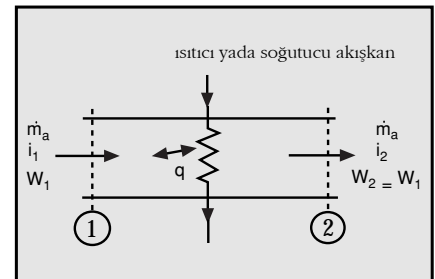 ısıtıcı yada soğutucu akışkan
ṁa
i1
W1
q
ṁa
i2
W2 = W1
1
2